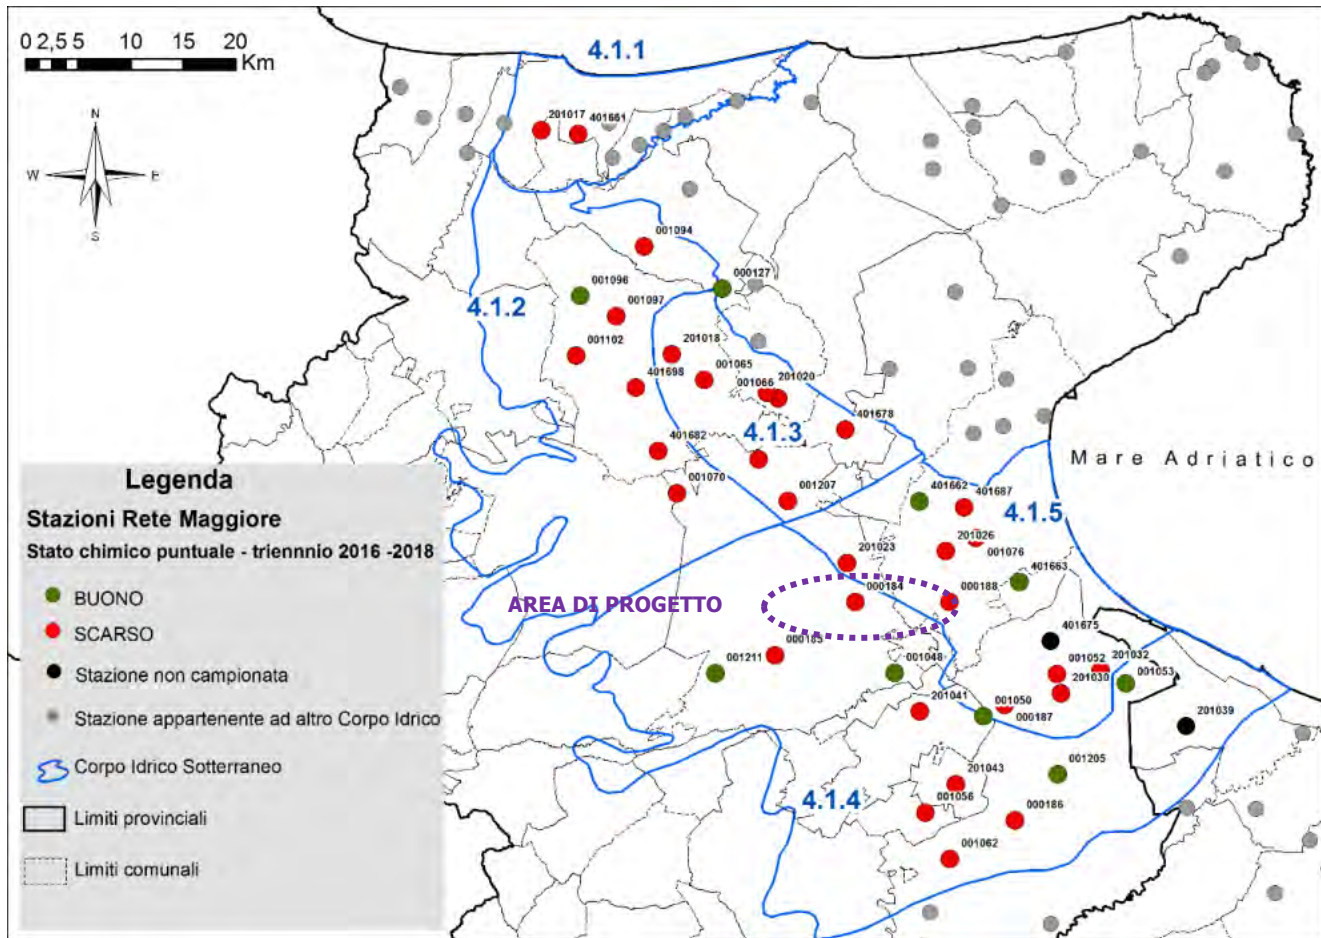 0 2,5 5 10 15 20
Km
N
W E
S
4.1.1
201017
401661
001094
000127
001096
4.1.2
001097
001102
201018
401698
001065
001066
201020
401678
4.1.3
401682
001070
001207
Mare Adriatico
401662
401687
4.1.5
201026
001076
201023
401663
000184
000188
AREA DI PROGETTO
000185
001211
001048
401675
001052
201032
201030
001053
201041
001050
000187
201039
001205
201043
4.1.4
001056
000186
001062
Legenda
Stazioni Rete Maggiore
Stato chimico puntuale - triennnio 2016 -2018
BUONO
SCARSO
Stazione non campionata
Stazione appartenente ad altro Corpo Idrico
Corpo Idrico Sotterraneo
Limiti provinciali
Limiti comunali